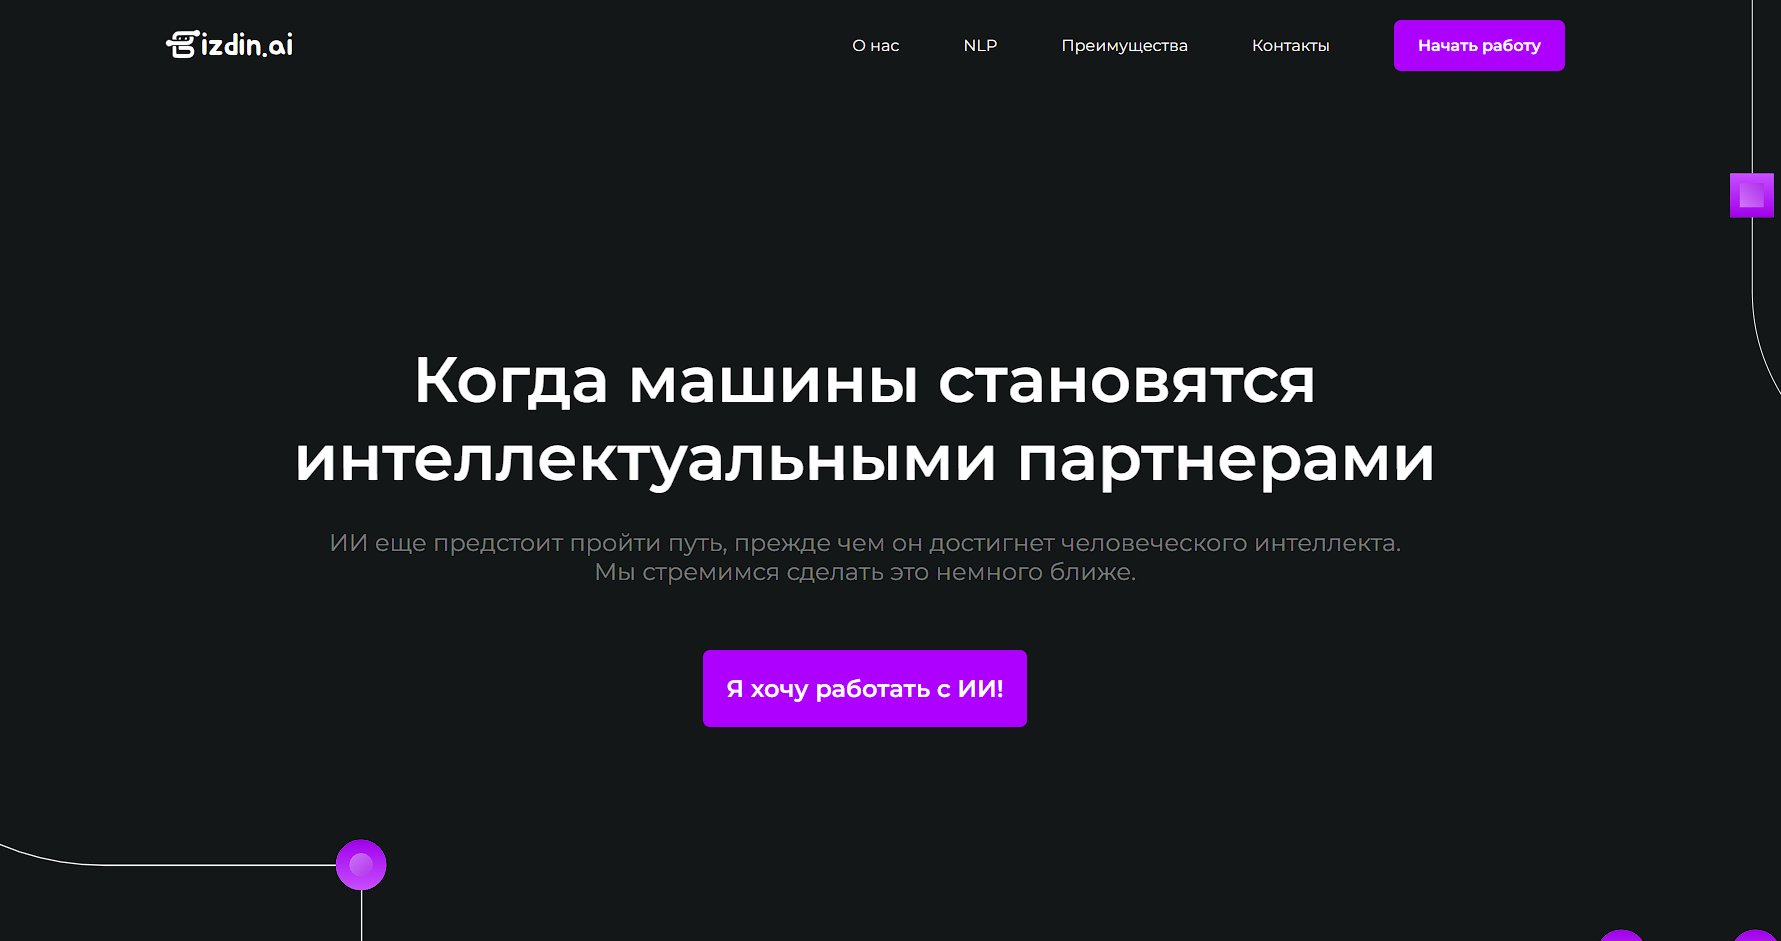 Bizdin.ai
О нас
NLP
Преимущества
Контакты
Начать работу
Когда машины становятся
интеллектуальными партнерами
ИИ еще предстоит пройти путь, прежде чем он достигнет человеческого интеллекта.
Мы стремимся сделать это немного ближе.
Я хочу работать с ИИ!